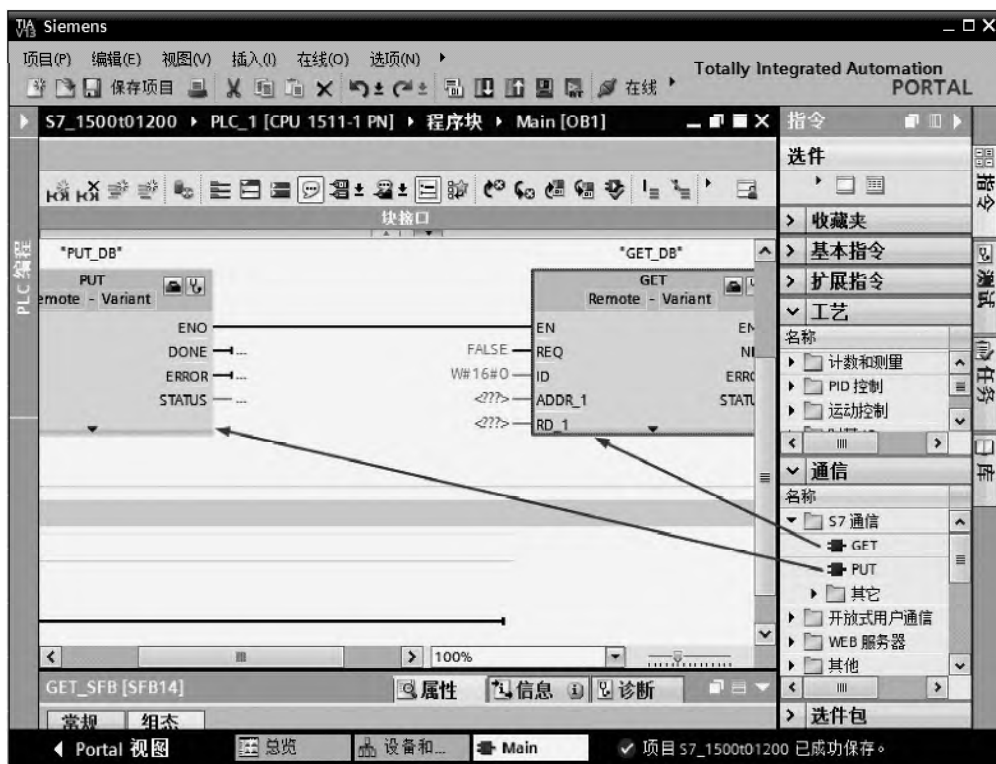 TIA V13 Siemens
项目(P) 编辑(E) 视图(V) 插入(I) 在线(O) 选项(N)
Totally Integrated Automation
PORTAL
保存项目 在线
S7_1500t01200 PLC_1 [CPU 1511-1 PN] 程序块 Main [OB1]
指令
选件
块接口
PLC 编程
"PUT_DB"
PUT
emote - Variant
ENO
DONE ...
ERROR ...
STATUS ...
"GET_DB"
GET
Remote - Variant
EN
FALSE REQ
W#16#0 ID
<???> ADDR_1
<???> RD_1
EN
NI
ERRO
STATU
100%
收藏夹
基本指令
扩展指令
工艺
名称
计数和测量
PID 控制
运动控制
通信
名称
S7 通信
GET
PUT
其它
开放式用户通信
WEB 服务器
其他
选件包
指令
测试
任务
库
GET_SFB [SFB14]
属性 信息 诊断
常规 组态
Portal 视图 总览 设备和... Main 项目 S7_1500t01200 已成功保存。